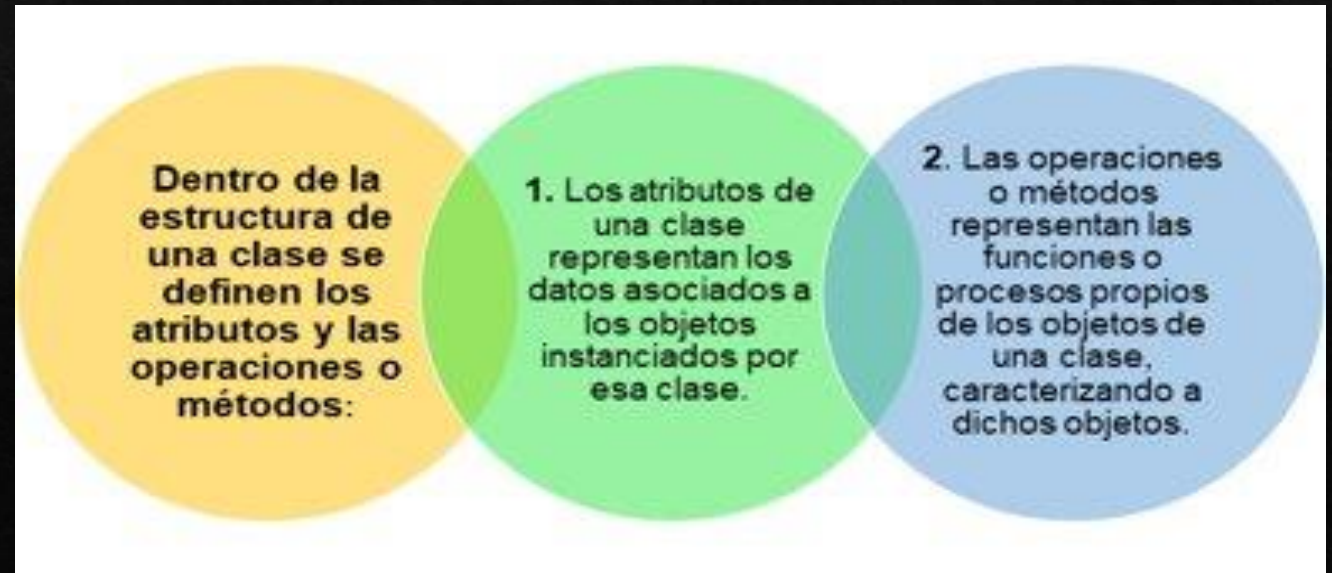 Dentro de la
estructura de
una clase se
definen los
atributos y las
operaciones o
métodos:
1. Los atributos de
una clase
representan los
datos asociados a
los objetos
instanciados por
esa clase.
2. Las operaciones
o métodos
representan las
funciones o
procesos propios
de los objetos de
una clase,
caracterizando a
dichos objetos.